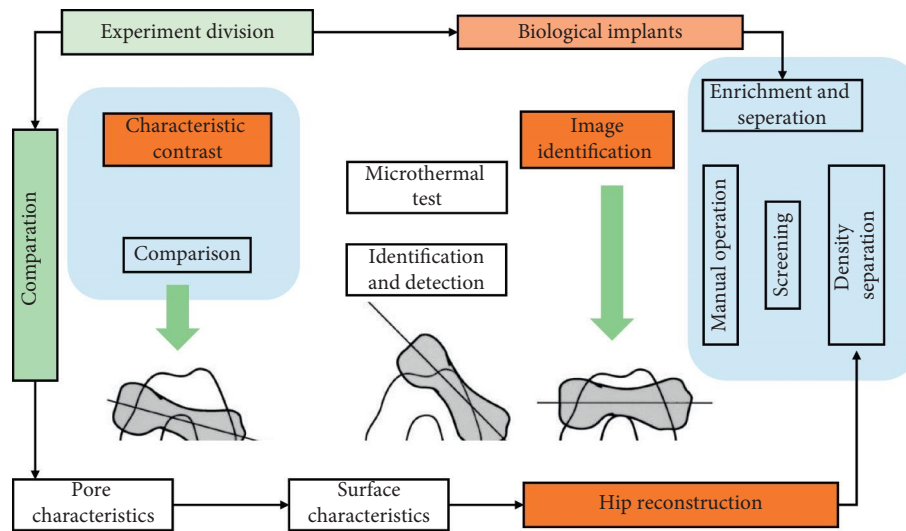 Experiment division
Biological implants
Enrichment and
seperation
Characteristic
contrast
Image
identification
Microthermal
test
Comparation
Comparison
Identification
and detection
Manual operation
Screening
Density
separation
Pore
characteristics
Surface
characteristics
Hip reconstruction